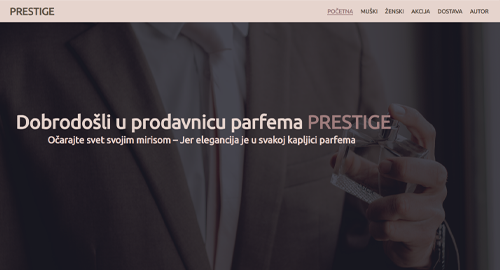 PRESTIGE
POČETNA MUŠKI ŽENSKI AKCIJA DOSTAVA AUTOR
Dobrodošli u prodavnicu parfema PRESTIGE
Očarajte svet svojim mirisom – Jer elegancija je u svakoj kapljici parfema